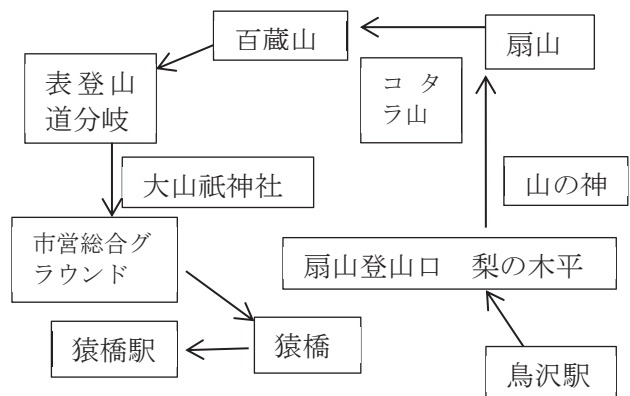 百蔵山
扇山
表登山
道分岐
コタ
ラ山
大山祇神社
山の神
市営総合グ
ラウンド
扇山登山口　梨の木平
猿橋駅
猿橋
鳥沢駅